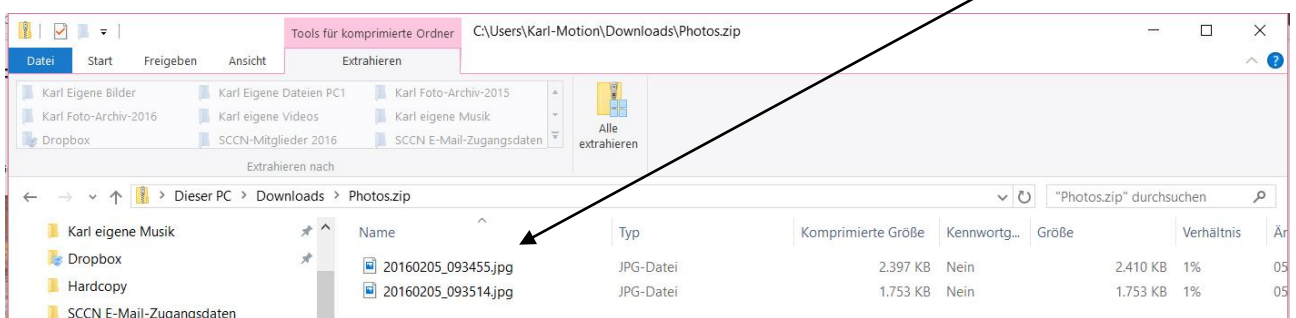 Tools für komprimierte Ordner C:\Users\Karl-Motion\Downloads\Photos.zip
Datei Start Freigeben Ansicht Extrahieren
Karl Eigene Bilder Karl Eigene Dateien PC1 Karl Foto-Archiv-2015
Karl Foto-Archiv-2016 Karl eigene Videos Karl eigene Musik
Dropbox SCCN-Mitglieder 2016 SCCN E-Mail-Zugangsdaten
Alle
extrahieren
Extrahieren nach
Dieser PC > Downloads > Photos.zip "Photos.zip" durchsuchen
Karl eigene Musik Name Typ Komprimierte Größe Kennwortg... Größe Verhältnis Är
Dropbox 20160205_093455.jpg JPG-Datei 2.397 KB Nein 2.410 KB 1% 05
Hardcopy 20160205_093514.jpg JPG-Datei 1.753 KB Nein 1.753 KB 1% 05
SCCN E-Mail-Zugangsdaten